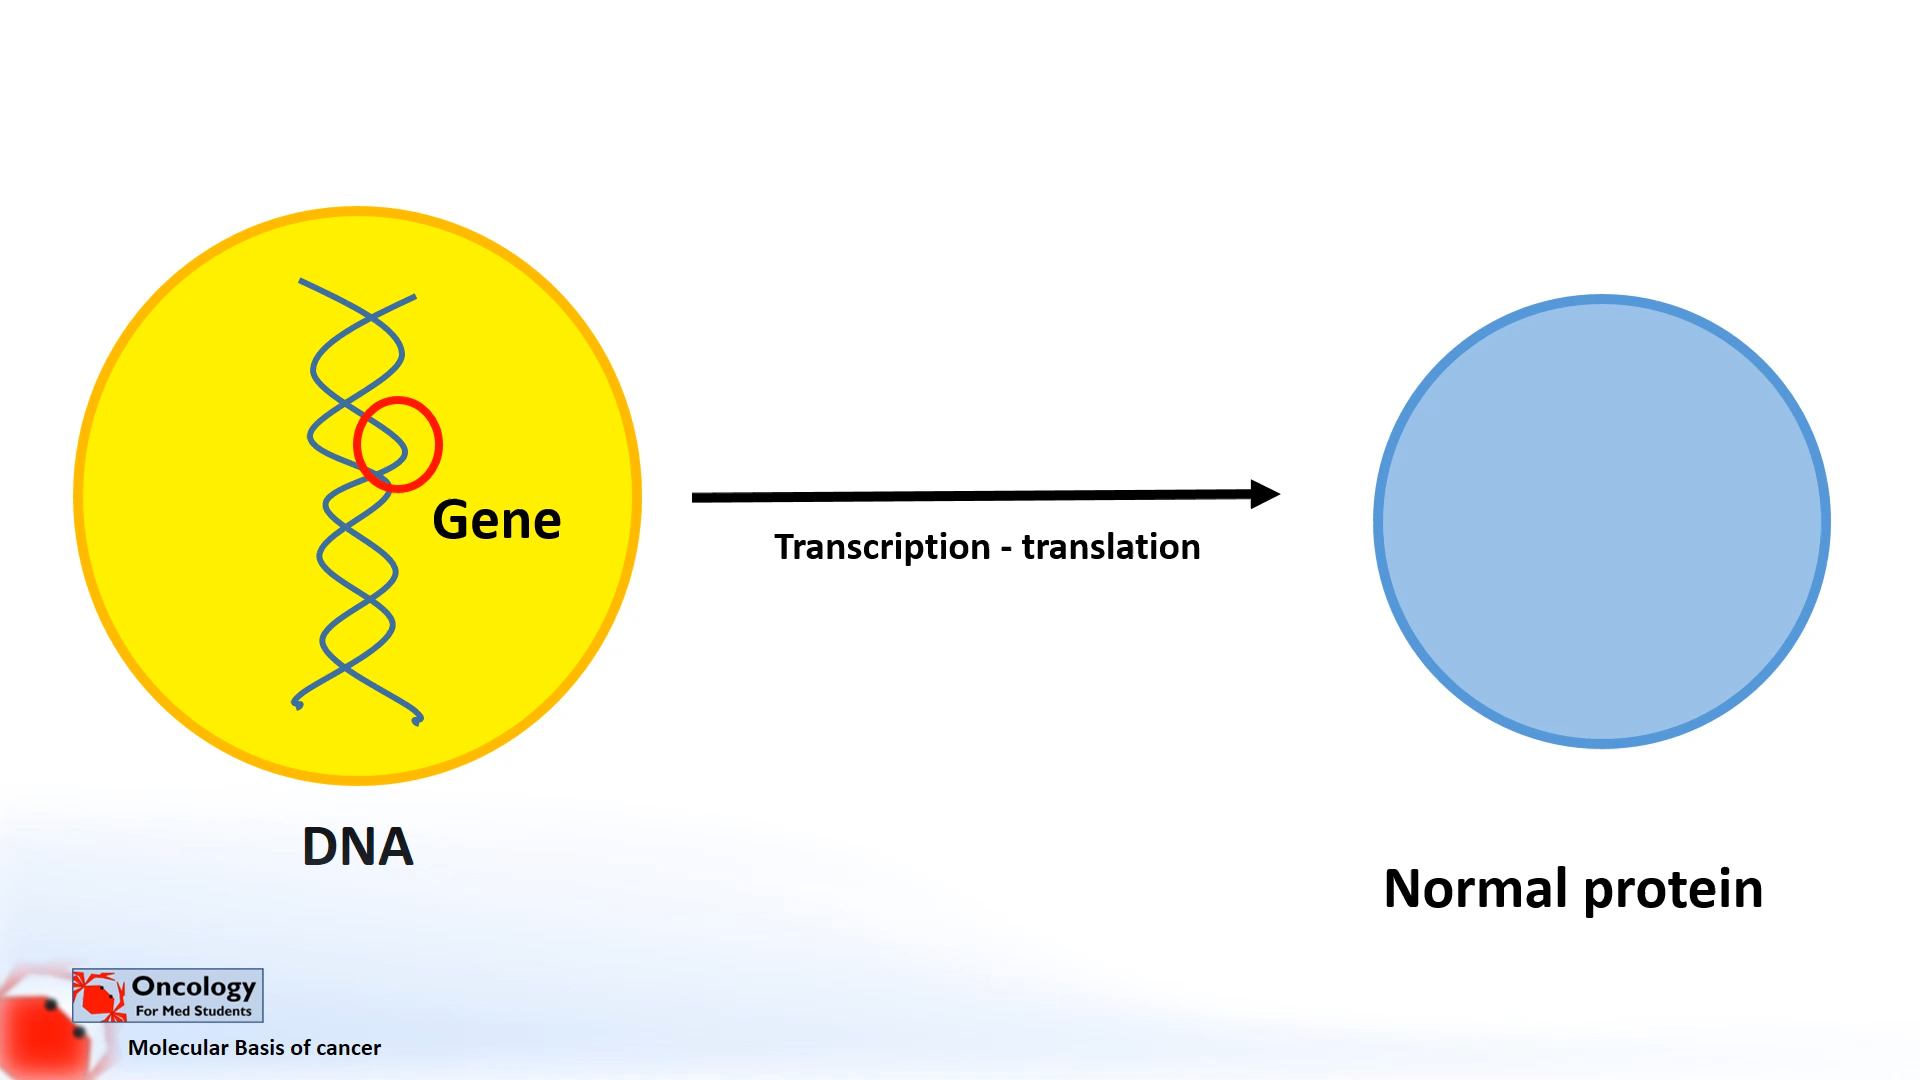 Gene
Transcription - translation
DNA
Normal protein
Oncology
For Med Students
Molecular Basis of cancer